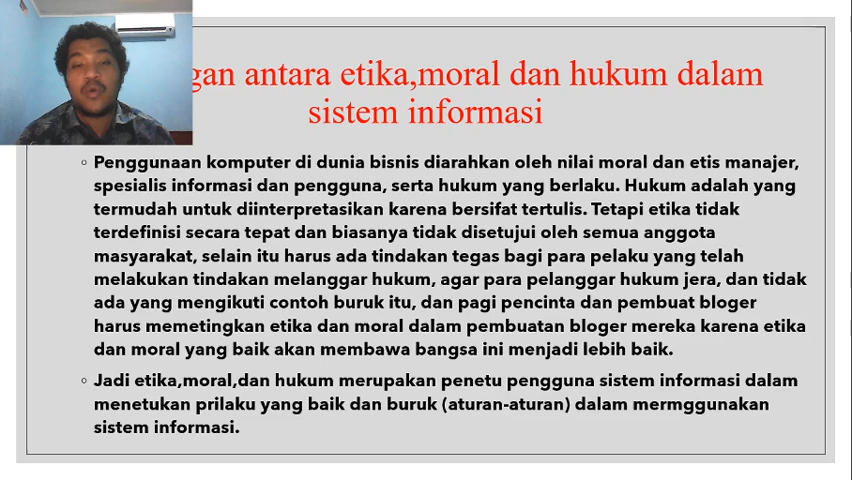 antara etika,moral dan hukum dalam
sistem informasi
Penggunaan komputer di dunia bisnis diarahkan oleh nilai moral dan etis manajer,
spesialis informasi dan pengguna, serta hukum yang berlaku. Hukum adalah yang
termudah untuk diinterpretasikan karena bersifat tertulis. Tetapi etika tidak
terdefinisi secara tepat dan biasanya tidak disetujui oleh semua anggota
masyarakat, selain itu harus ada tindakan tegas bagi para pelaku yang telah
melakukan tindakan melanggar hukum, agar para pelanggar hukum jera, dan tidak
ada yang mengikuti contoh buruk itu, dan pagi pencinta dan pembuat bloger
harus memetingkan etika dan moral dalam pembuatan bloger mereka karena etika
dan moral yang baik akan membawa bangsa ini menjadi lebih baik.
Jadi etika,moral,dan hukum merupakan penetu pengguna sistem informasi dalam
menetukan prilaku yang baik dan buruk (aturan-aturan) dalam mermggunakan
sistem informasi.